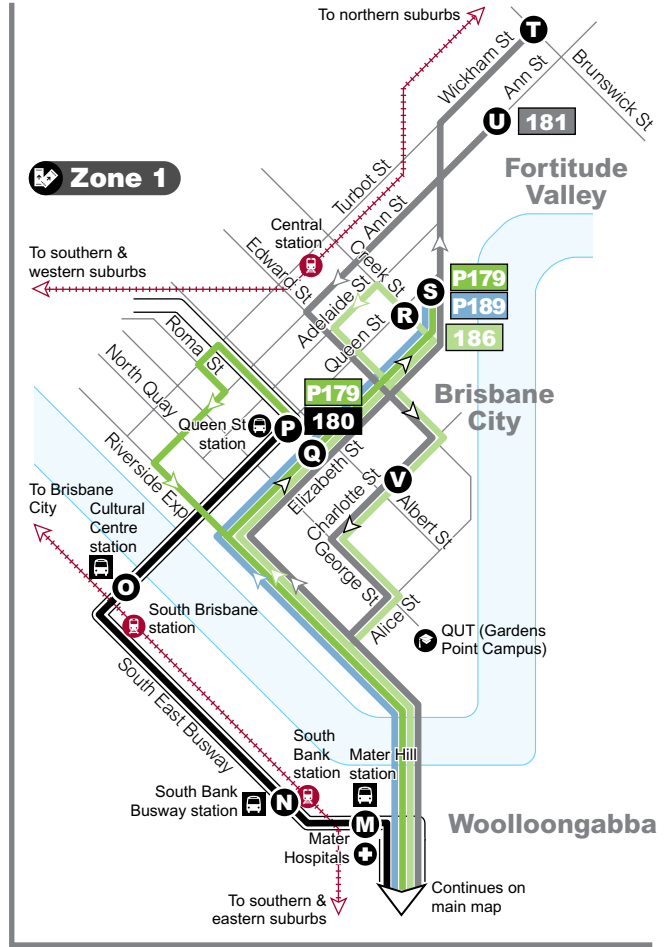 To northern suburbs
T
Wickham St
Ann St
Brunswick St
U
181
Zone 1
Fortitude
Valley
Turbot St
Ann St
Central
station
To southern &
western suburbs
Edward St
Creek St
Adelaide St
S
P179
R
P189
Queen St
186
Roma St
North Quay
P179
180
Brisbane
City
Queen St
station
P
Q
Elizabeth St
Riverside Exp
Charlotte St
V
To Brisbane
City
Cultural
Centre
station
Albert St
George St
O
Alice St
South Brisbane
station
QUT (Gardens
Point Campus)
South East Busway
South
Bank
station
Mater Hill
station
South Bank
Busway station
N
M
Woolloongabba
Mater
Hospitals
To southern &
eastern suburbs
Continues on
main map